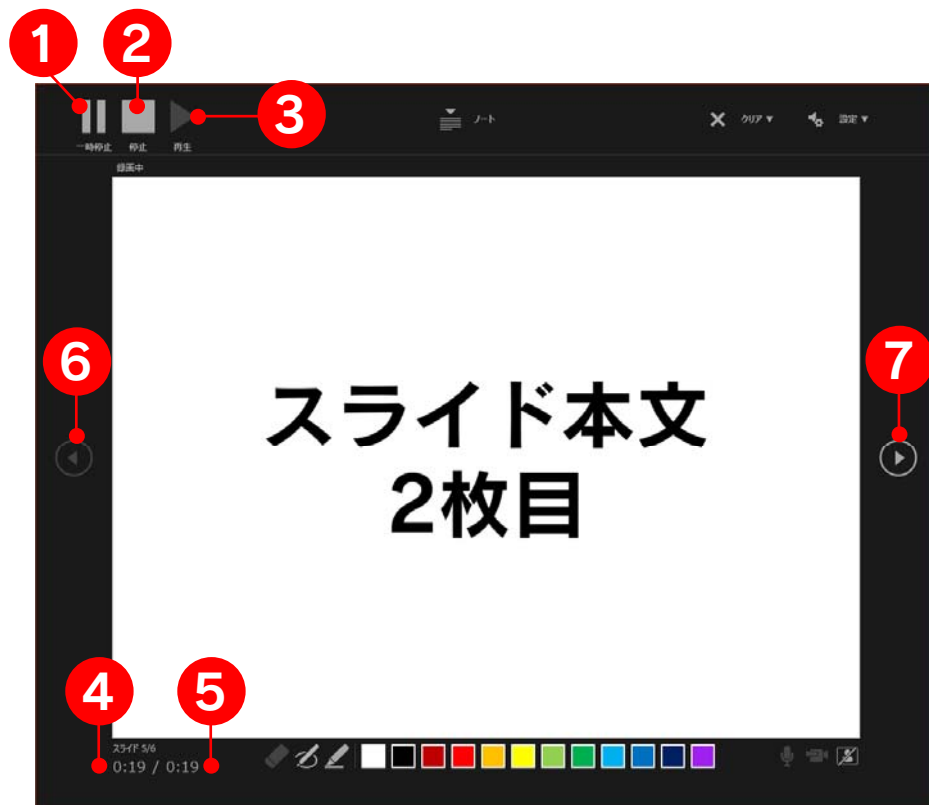 1
2
3
一時停止
停止
再生
ノート
クリア
設定
録画中
6
7
スライド本文
2枚目
4
5
スライド 5/6
0:19 / 0:19